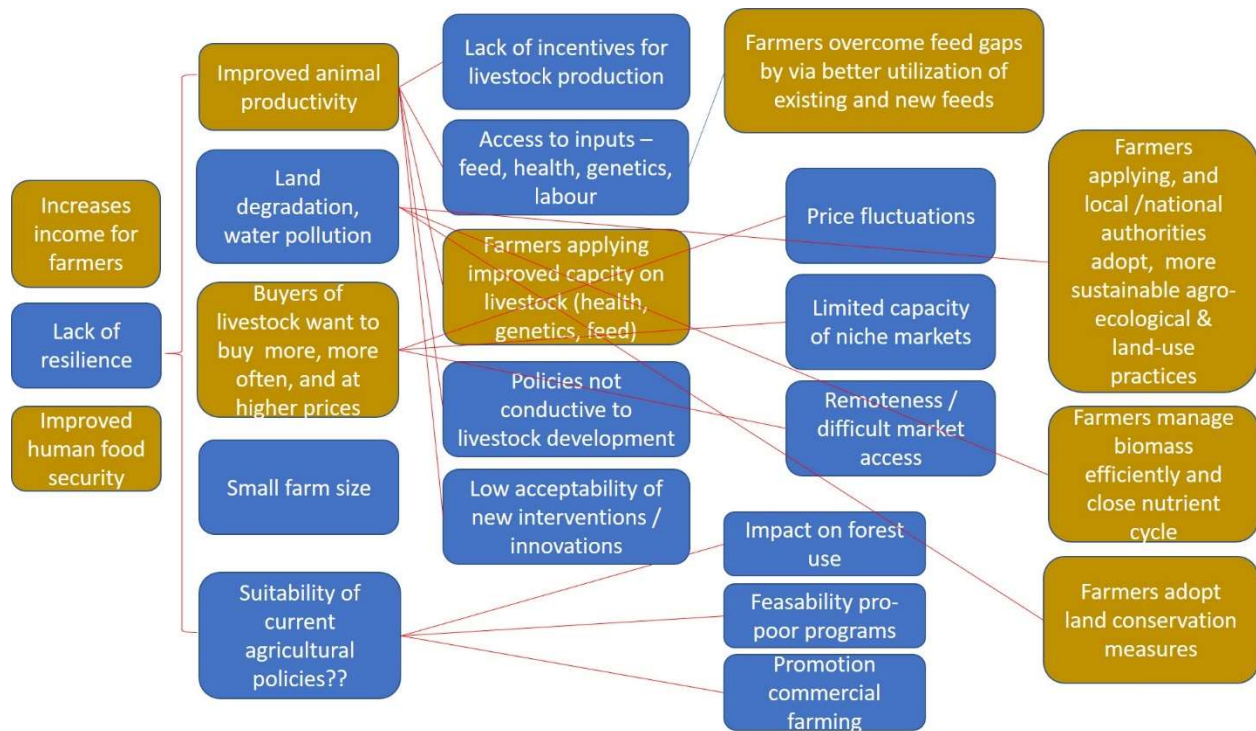 Increases
income for
farmers
Lack of
resilience
Improved
human food
security
Improved animal
productivity
Land
degradation,
water pollution
Buyers of
livestock want to
buy more, more
often, and at
higher prices
Small farm size
Suitability of
current
agricultural
policies??
Lack of incentives for
livestock production
Access to inputs –
feed, health, genetics,
labour
Farmers applying
improved capcity on
livestock (health,
genetics, feed)
Policies not
conductive to
livestock development
Low acceptability of
new interventions /
innovations
Farmers overcome feed gaps
by via better utilization of
existing and new feeds
Price fluctuations
Limited capacity
of niche markets
Remoteness /
difficult market
access
Impact on forest
use
Feasability pro-
poor programs
Promotion
commercial
farming
Farmers
applying, and
local /national
authorities
adopt, more
sustainable agro-
ecological &
land-use
practices
Farmers manage
biomass
efficiently and
close nutrient
cycle
Farmers adopt
land conservation
measures